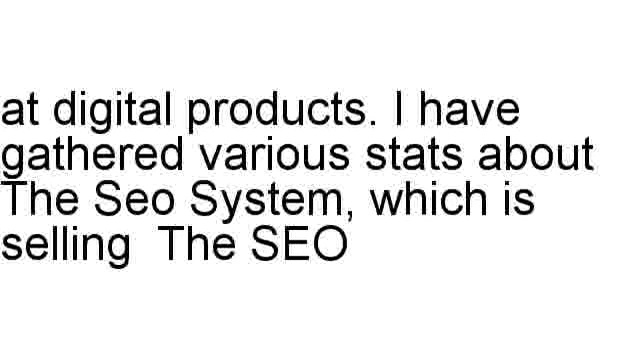 at digital products. I have
gathered various stats about
The Seo System, which is
selling  The SEO